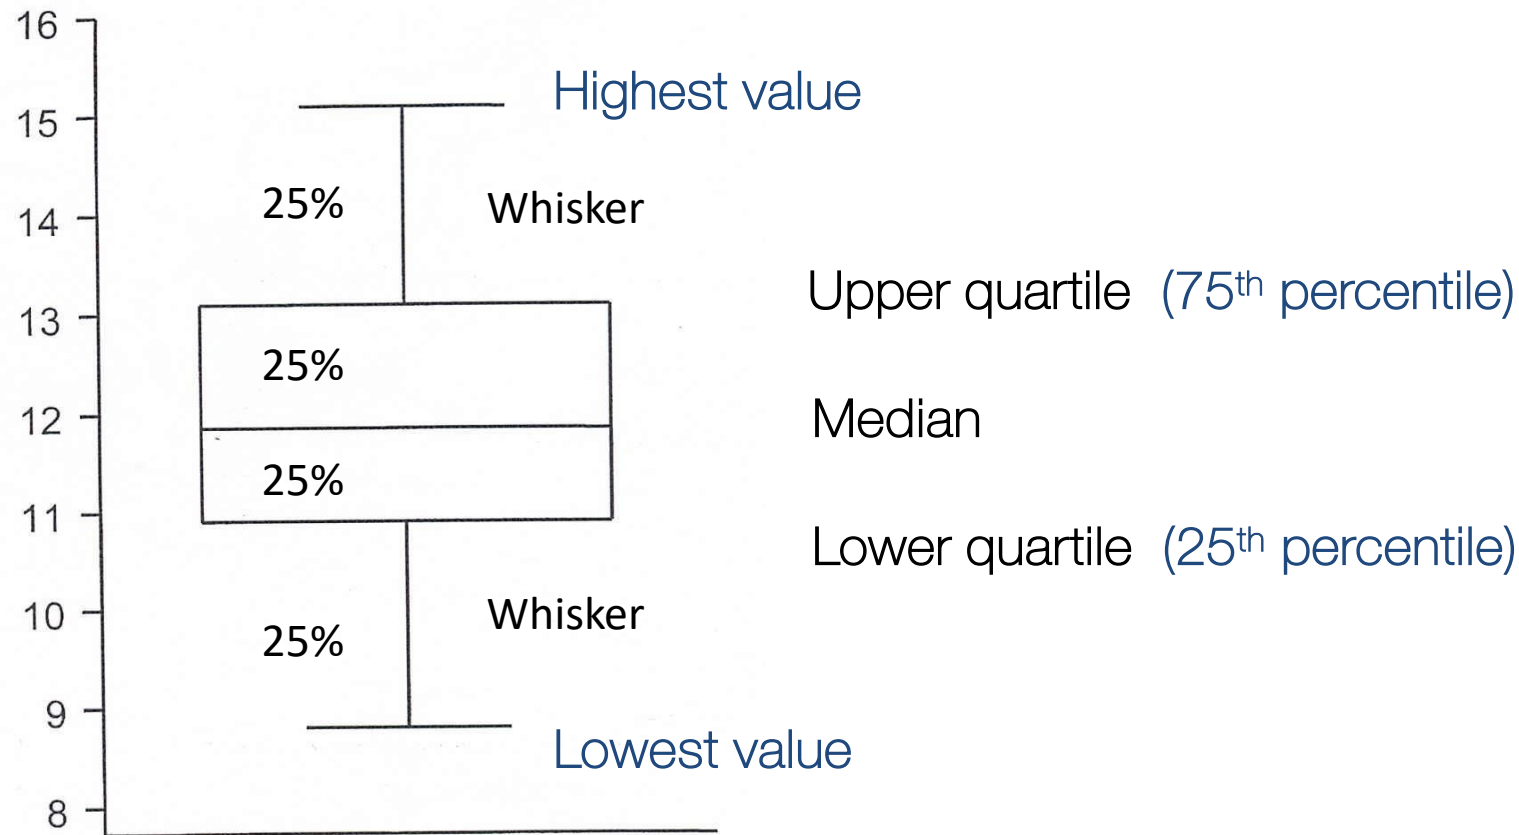 16
Highest value
15
25% Whisker
14
Upper quartile (75th percentile)
13
25%
12
Median
25%
11
Lower quartile (25th percentile)
10
Whisker
25%
9
Lowest value
8